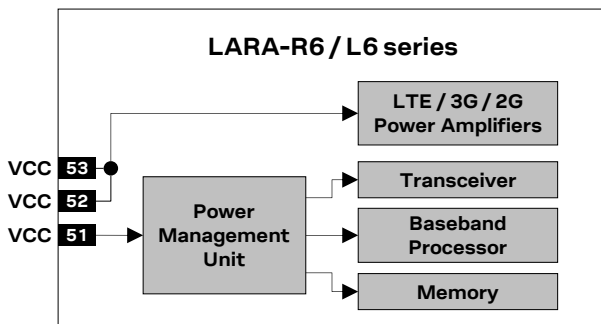 LARA-R6 / L6 series
LTE / 3G / 2G
Power Amplifiers
VCC 53
VCC 52
VCC 51
Power
Management
Unit
Transceiver
Baseband
Processor
Memory